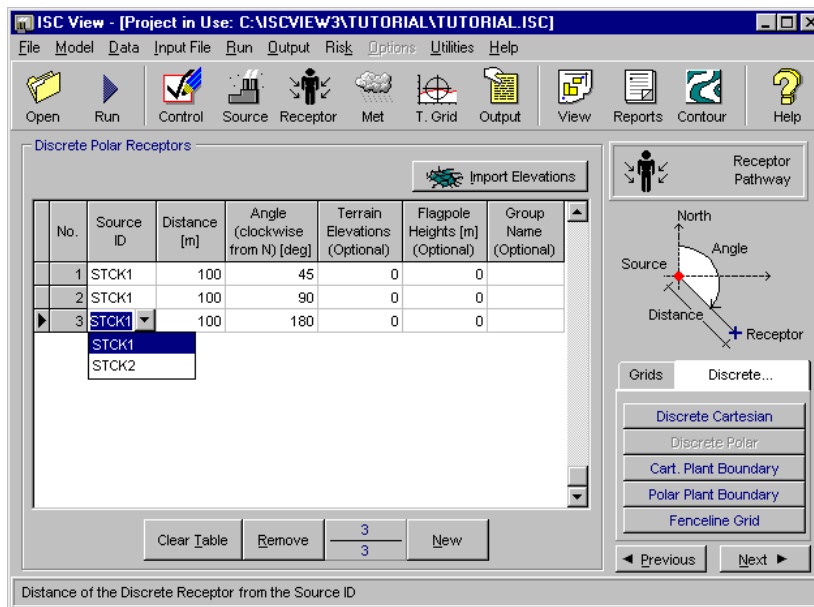 ISC View - [Project in Use: C:\ISCVIEW3\TUTORIAL\TUTORIAL.ISC]
File Model Data Input File Run Output Risk Options Utilities Help
Open Run Control Source Receptor Met T. Grid Output View Reports Contour Help
Discrete Polar Receptors
Import Elevations
No. Source ID Distance [m] Angle (clockwise from N) [deg] Terrain Elevations (Optional) Flagpole Heights [m] (Optional) Group Name (Optional)
1 STCK1 100 45 0 0
2 STCK1 100 90 0 0
3 STCK1 100 180 0 0
STCK1
STCK2
Clear Table Remove 3 3 New
Receptor Pathway
North
Angle
Source
Distance
Receptor
Grids Discrete...
Discrete Cartesian
Discrete Polar
Cart. Plant Boundary
Polar Plant Boundary
Fenceline Grid
Previous Next
Distance of the Discrete Receptor from the Source ID